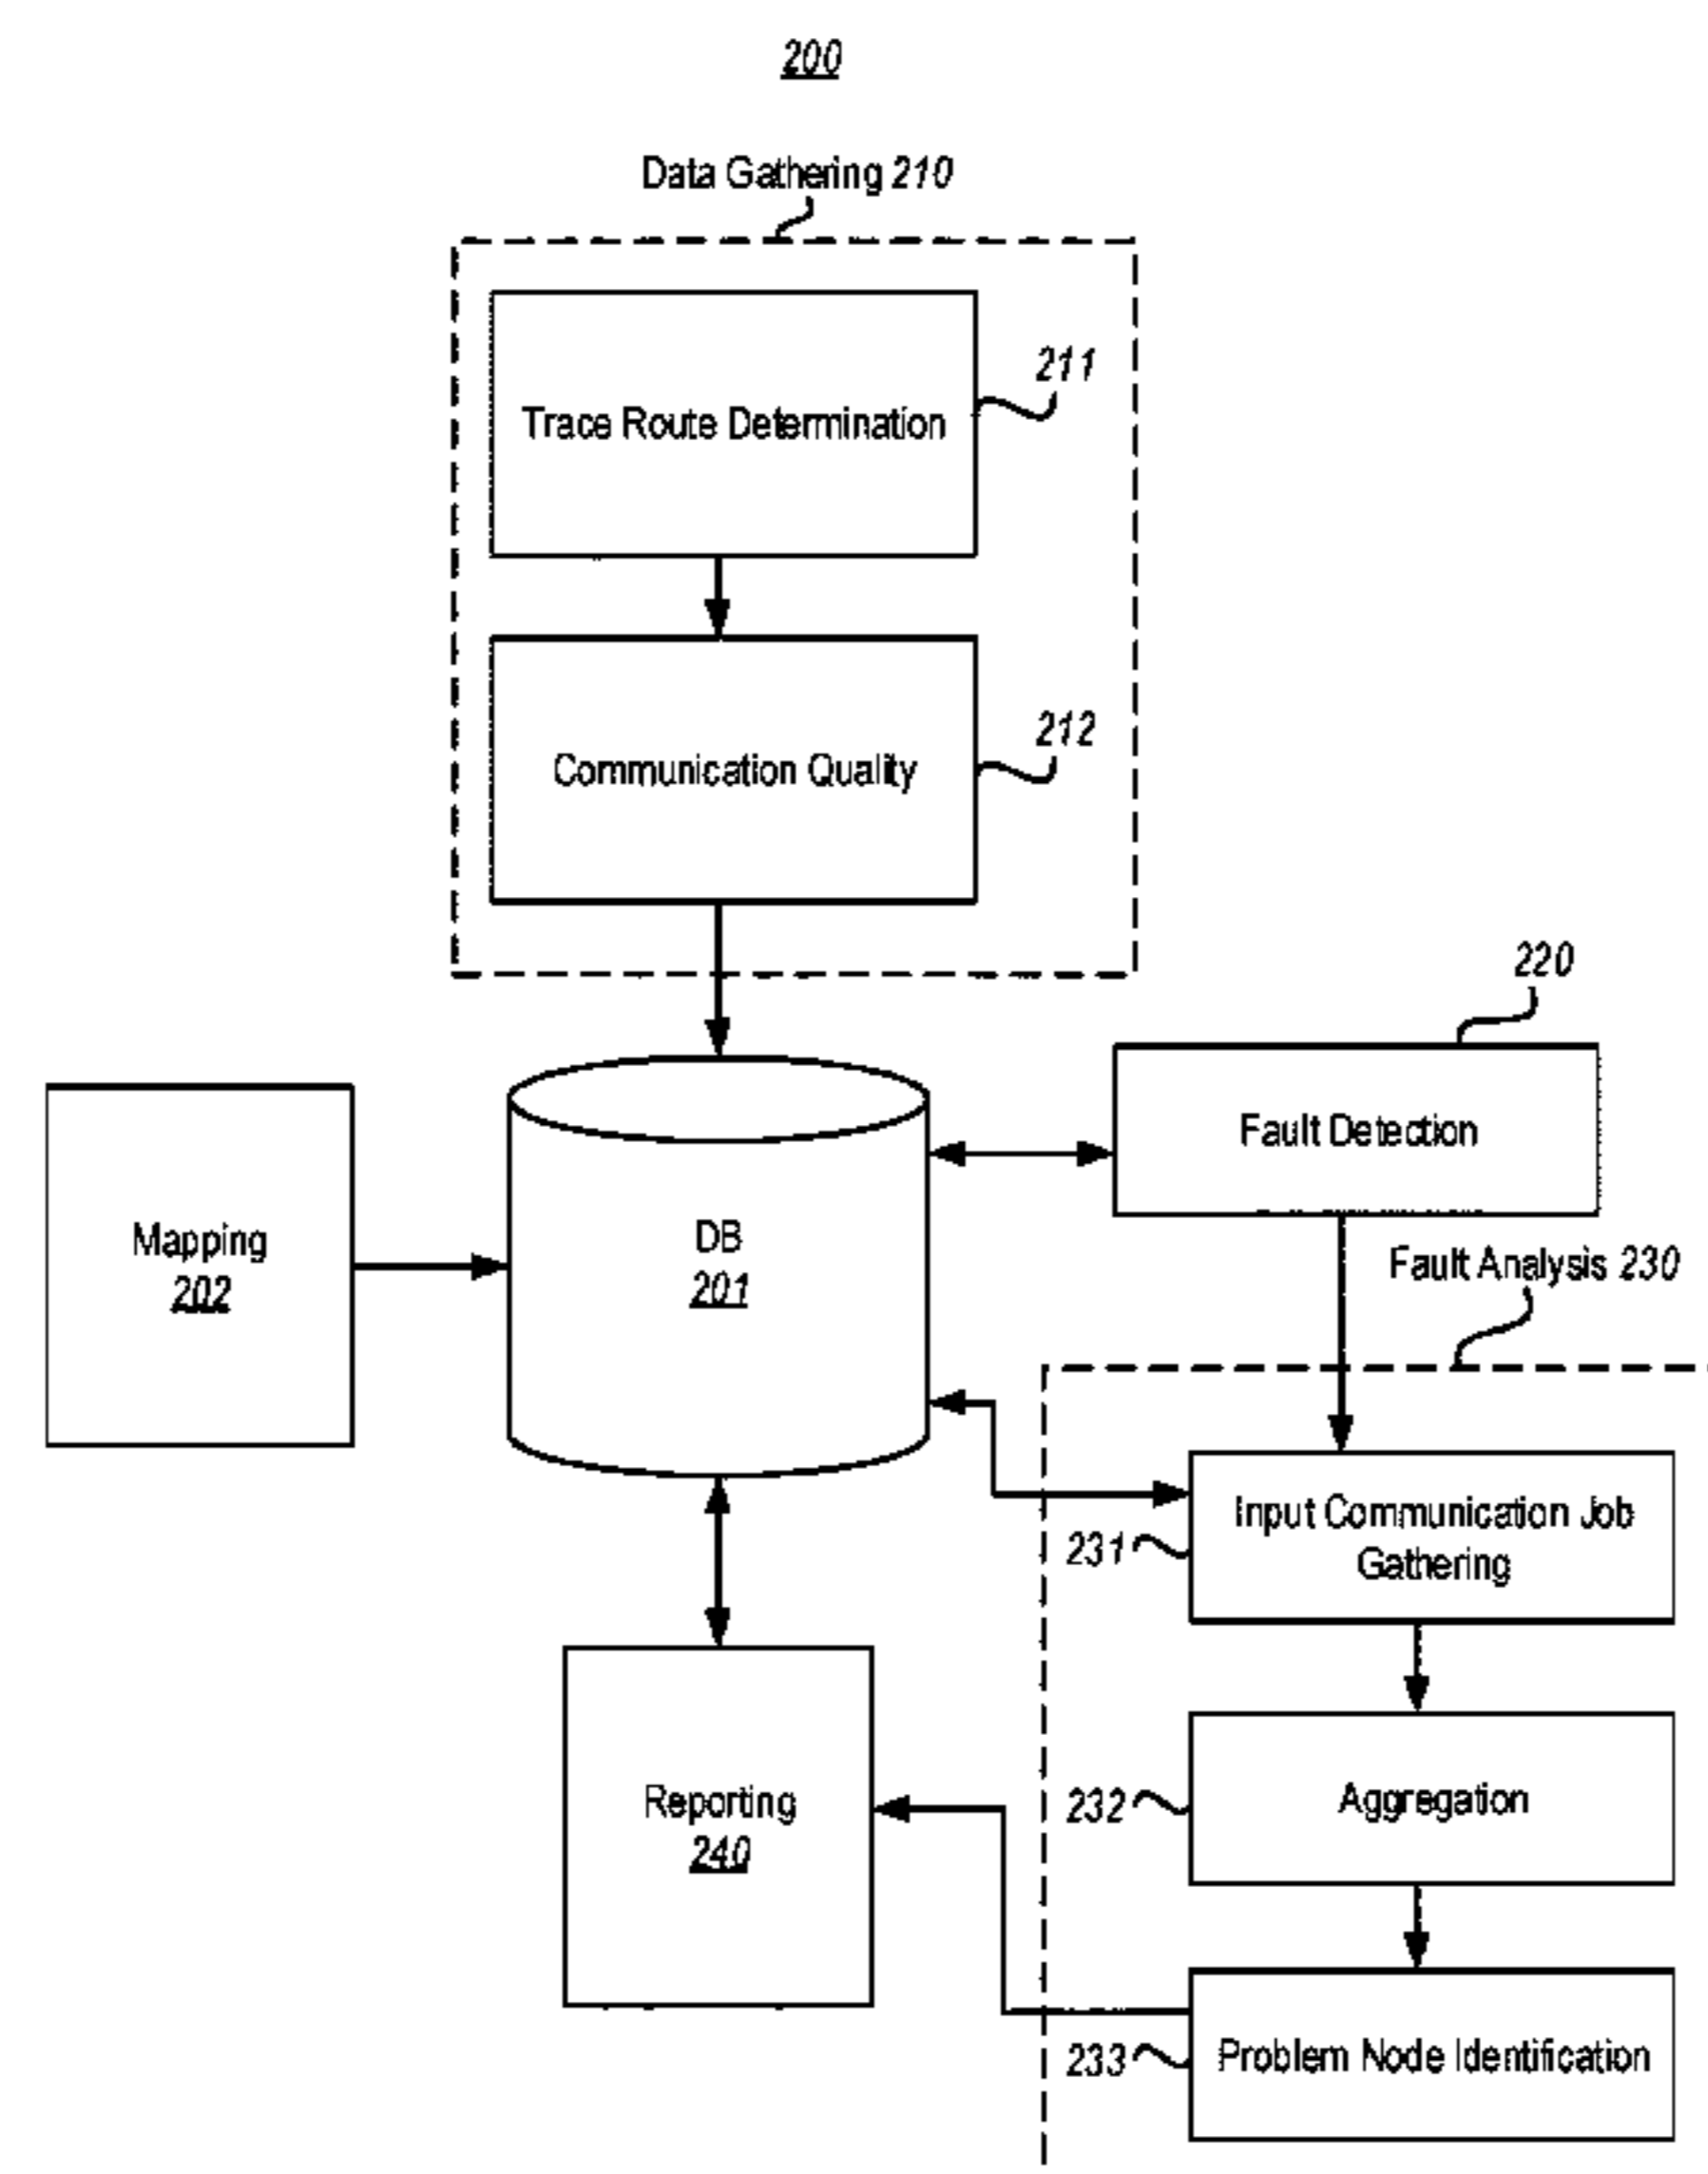 200
Data Gathering 210
211
Trace Route Determination
212
Communication Quality
220
Fault Detection
Mapping
202
DB
201
Fault Analysis 230
Input Communication Job
Gathering
231
Reporting
240
232
Aggregation
233
Problem Node Identification